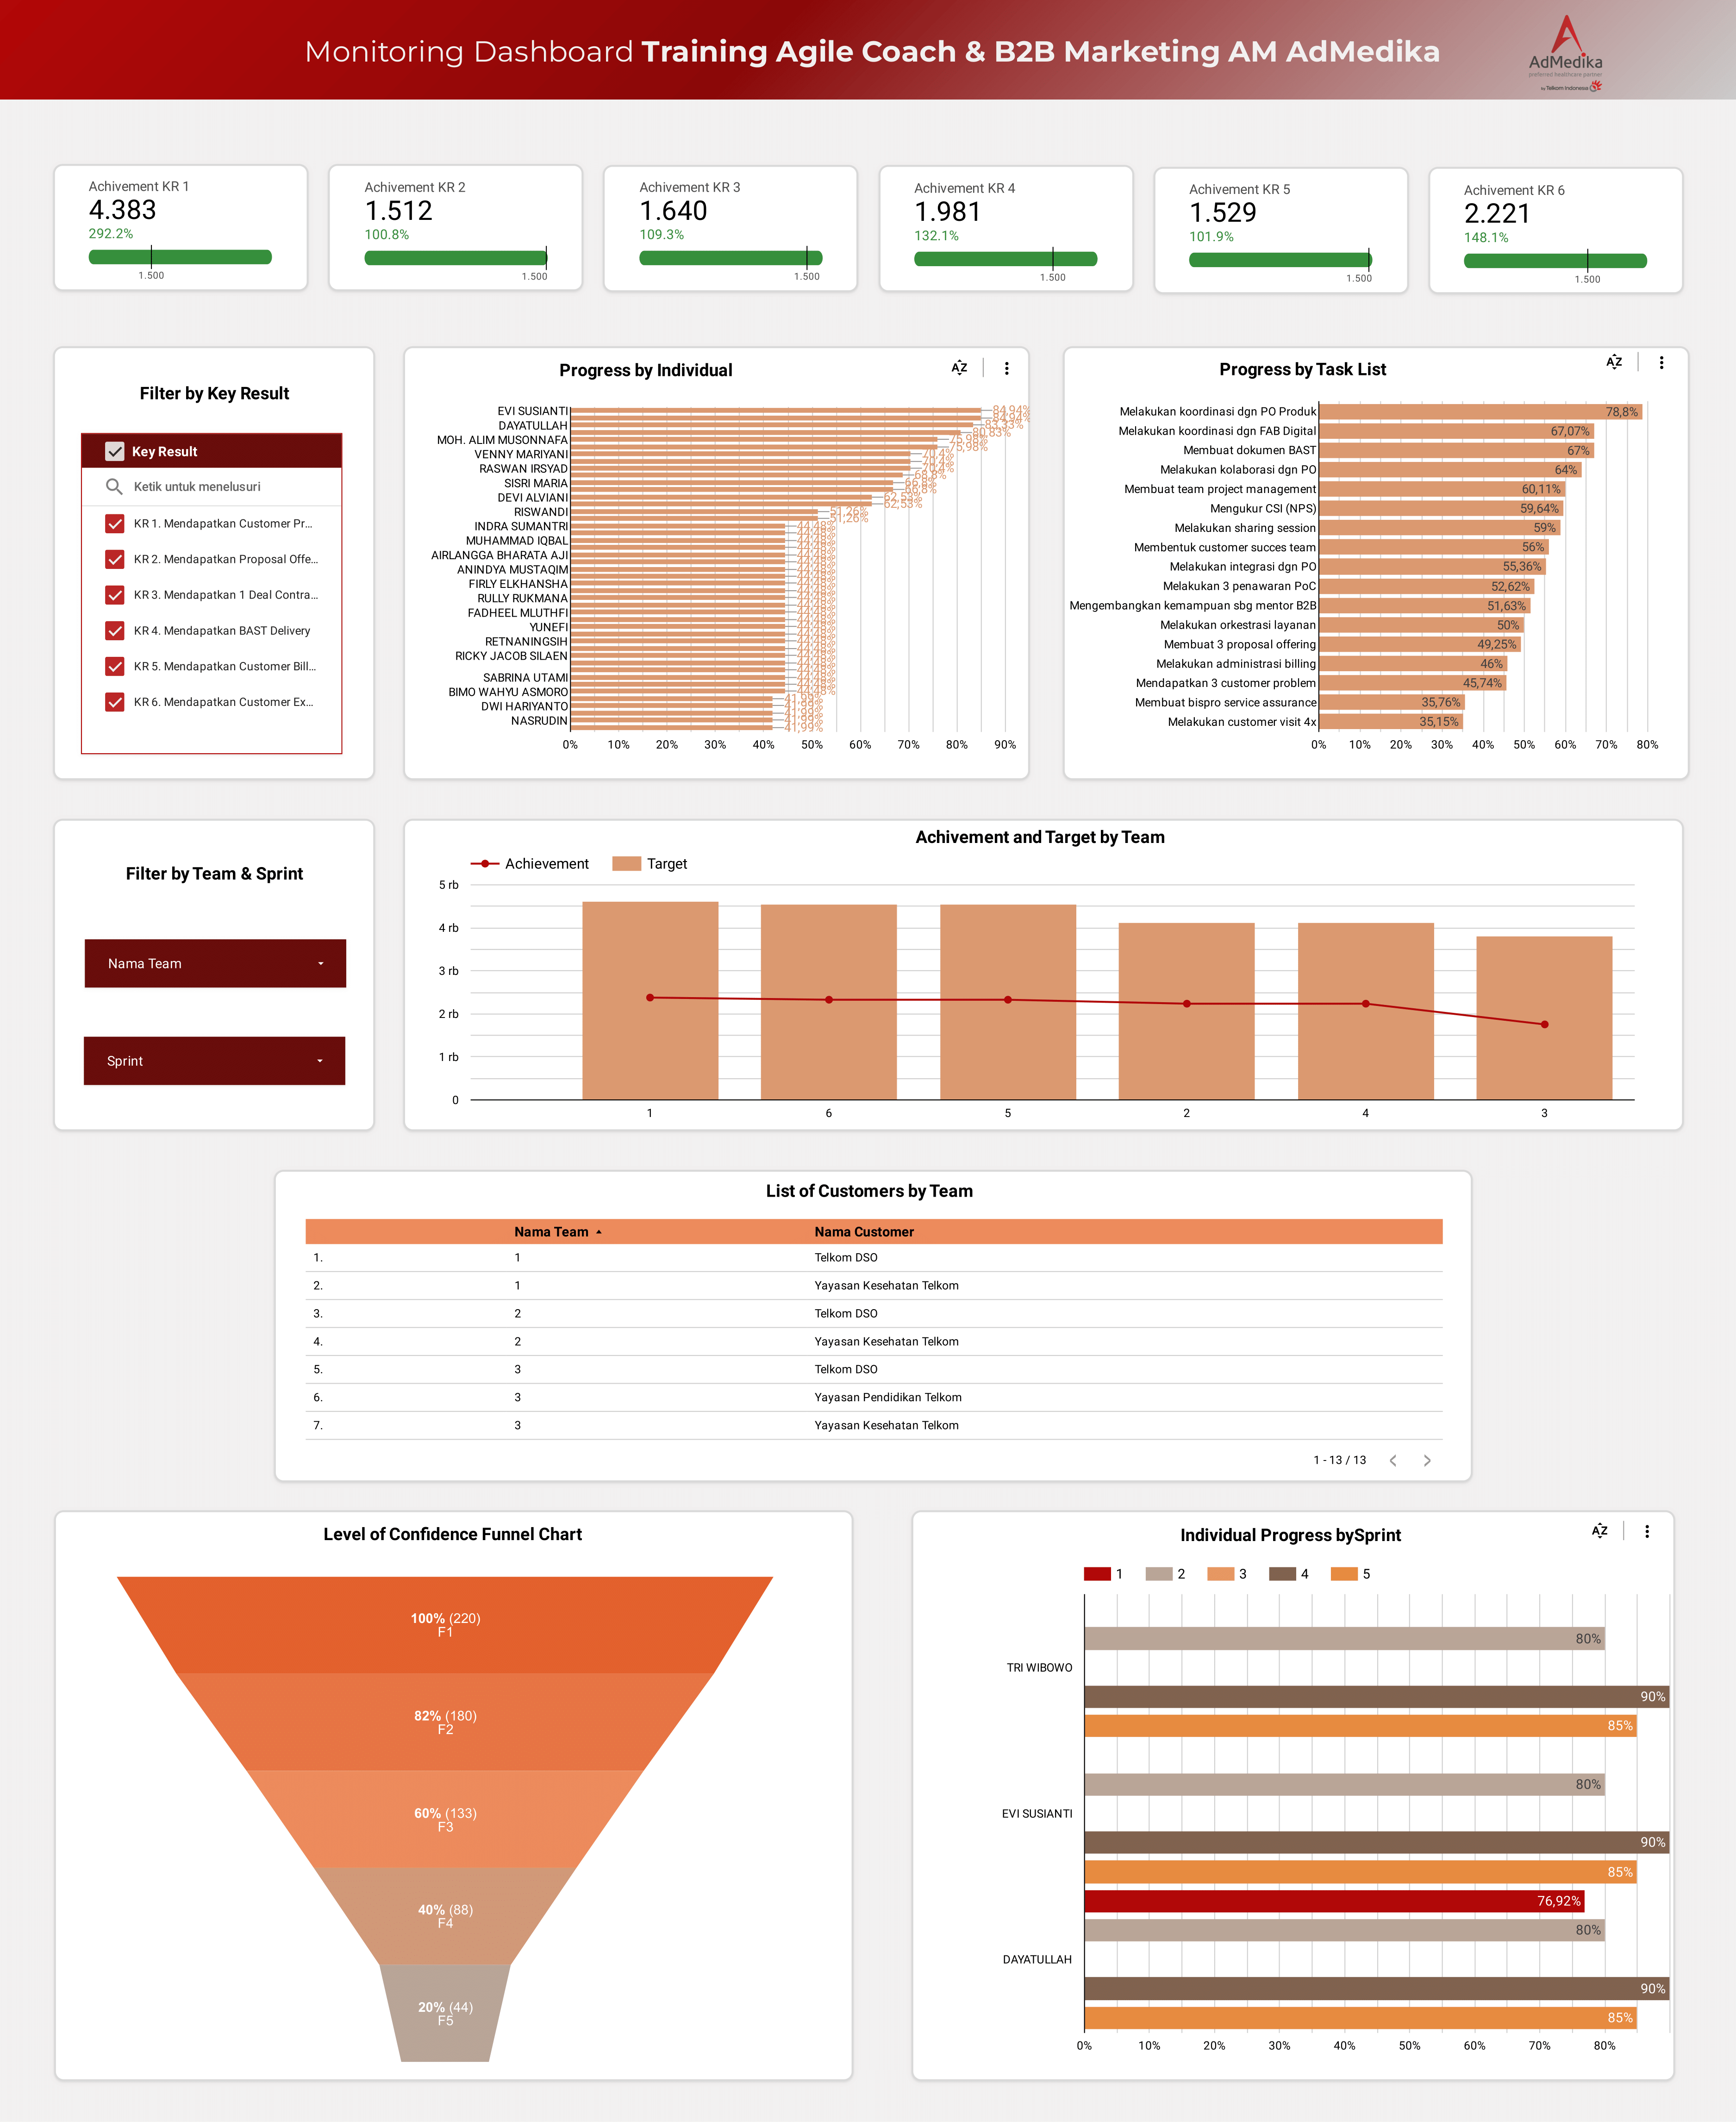 Monitoring Dashboard Training Agile Coach & B2B Marketing AM AdMedika
AdMedika
preferred healthcare partner
by Telkom Indonesia
Achivement KR 1
4.383
292.2%
1.500
Achivement KR 2
1.512
100.8%
1.500
Achivement KR 3
1.640
109.3%
1.500
Achivement KR 4
1.981
132.1%
1.500
Achivement KR 5
1.529
101.9%
1.500
Achivement KR 6
2.221
148.1%
1.500
Filter by Key Result
Key Result
Ketik untuk menelusuri
KR 1. Mendapatkan Customer Pr...
KR 2. Mendapatkan Proposal Offe...
KR 3. Mendapatkan 1 Deal Contra...
KR 4. Mendapatkan BAST Delivery
KR 5. Mendapatkan Customer Bill...
KR 6. Mendapatkan Customer Ex...
Progress by Individual
AZ
EVI SUSIANTI
DAYATULLAH
MOH. ALIM MUSONNAFA
VENNY MARIYANI
RASWAN IRSYAD
SISRI MARIA
DEVI ALVIANI
RISWANDI
INDRA SUMANTRI
MUHAMMAD IQBAL
AIRLANGGA BHARATA AJI
ANINDYA MUSTAQIM
FIRLY ELKHANSHA
RULLY RUKMANA
FADHEEL MLUTHFI
YUNEFI
RETNANINGSIH
RICKY JACOB SILAEN
SABRINA UTAMI
BIMO WAHYU ASMORO
DWI HARIYANTO
NASRUDIN
84,94%
84,94%
83,33%
80,83%
75,98%
75,98%
70,4%
70,4%
70,4%
68,8%
66,8%
66,8%
62,53%
62,53%
51,26%
51,26%
44,48%
41,99%
41,99%
41,99%
41,99%
41,99%
0% 10% 20% 30% 40% 50% 60% 70% 80% 90%
Progress by Task List
AZ
Melakukan koordinasi dgn PO Produk 78,8%
Melakukan koordinasi dgn FAB Digital 67,07%
Membuat dokumen BAST 67%
Melakukan kolaborasi dgn PO 64%
Membuat team project management 60,11%
Mengukur CSI (NPS) 59,64%
Melakukan sharing session 59%
Membentuk customer succes team 56%
Melakukan integrasi dgn PO 55,36%
Melakukan 3 penawaran PoC 52,62%
Mengembangkan kemampuan sbg mentor B2B 51,63%
Melakukan orkestrasi layanan 50%
Membuat 3 proposal offering 49,25%
Melakukan administrasi billing 46%
Mendapatkan 3 customer problem 45,74%
Membuat bispro service assurance 35,76%
Melakukan customer visit 4x 35,15%
0% 10% 20% 30% 40% 50% 60% 70% 80%
Filter by Team & Sprint
Nama Team
Sprint
Achivement and Target by Team
Achievement Target
5 rb
4 rb
3 rb
2 rb
1 rb
0
1 6 5 2 4 3
List of Customers by Team
Nama Team Nama Customer
1. 1 Telkom DSO
2. 1 Yayasan Kesehatan Telkom
3. 2 Telkom DSO
4. 2 Yayasan Kesehatan Telkom
5. 3 Telkom DSO
6. 3 Yayasan Pendidikan Telkom
7. 3 Yayasan Kesehatan Telkom
1 - 13 / 13
Level of Confidence Funnel Chart
100% (220)
F1
82% (180)
F2
60% (133)
F3
40% (88)
F4
20% (44)
F5
Individual Progress bySprint
AZ
1 2 3 4 5
80%
TRI WIBOWO
90%
85%
80%
EVI SUSIANTI
90%
85%
76,92%
80%
DAYATULLAH
90%
85%
0% 10% 20% 30% 40% 50% 60% 70% 80%